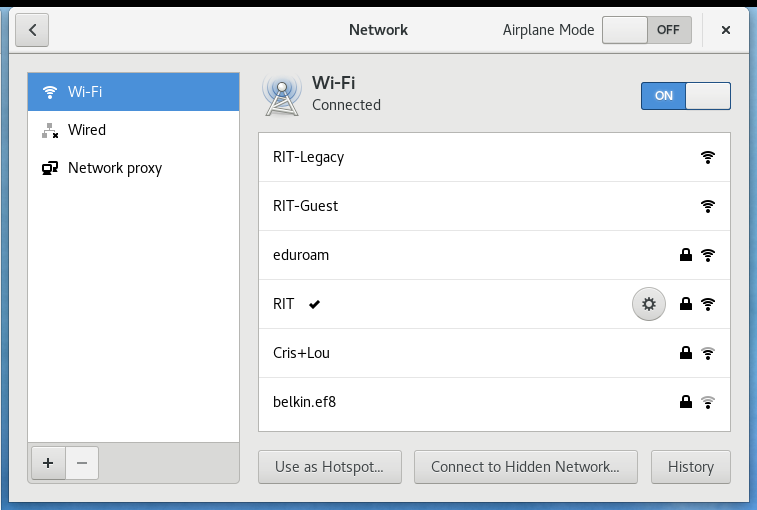 Network
Airplane Mode
OFF
Wi-Fi
Wired
Network proxy
Wi-Fi
Connected
ON
RIT-Legacy
RIT-Guest
eduroam
RIT
Cris+Lou
belkin.ef8
Use as Hotspot...
Connect to Hidden Network...
History